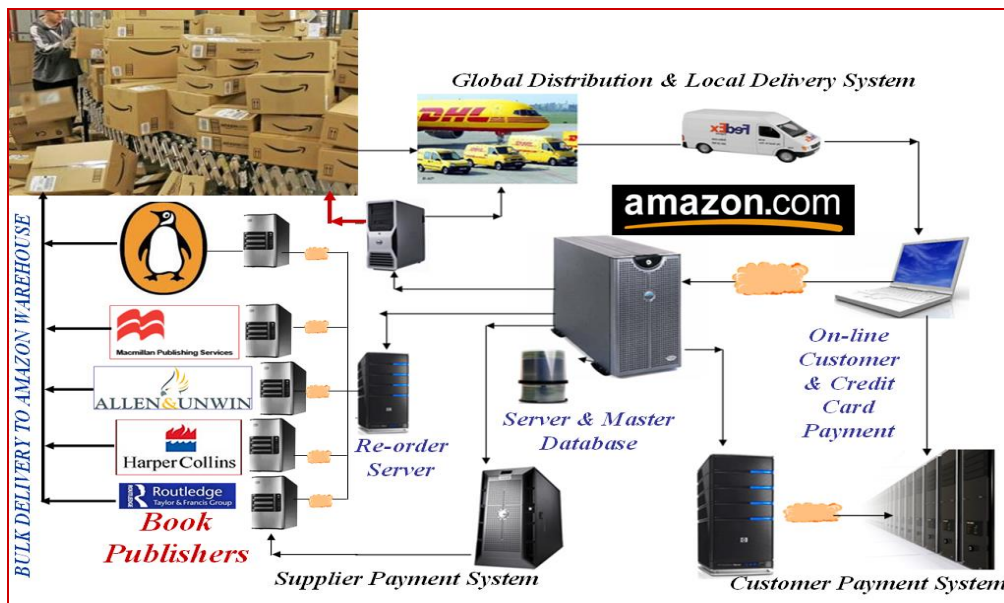 Global Distribution & Local Delivery System
DHL
FedEx
amazon.com
BULK DELIVERY TO AMAZON WAREHOUSE
Macmillan Publishing Services
ALLEN&UNWIN
HarperCollins
ROUTLEDGE
Routledge
Taylor & Francis Group
Book
Publishers
Re-order
Server
Server & Master
Database
On-line
Customer
& Credit
Card
Payment
Supplier Payment System
Customer Payment System